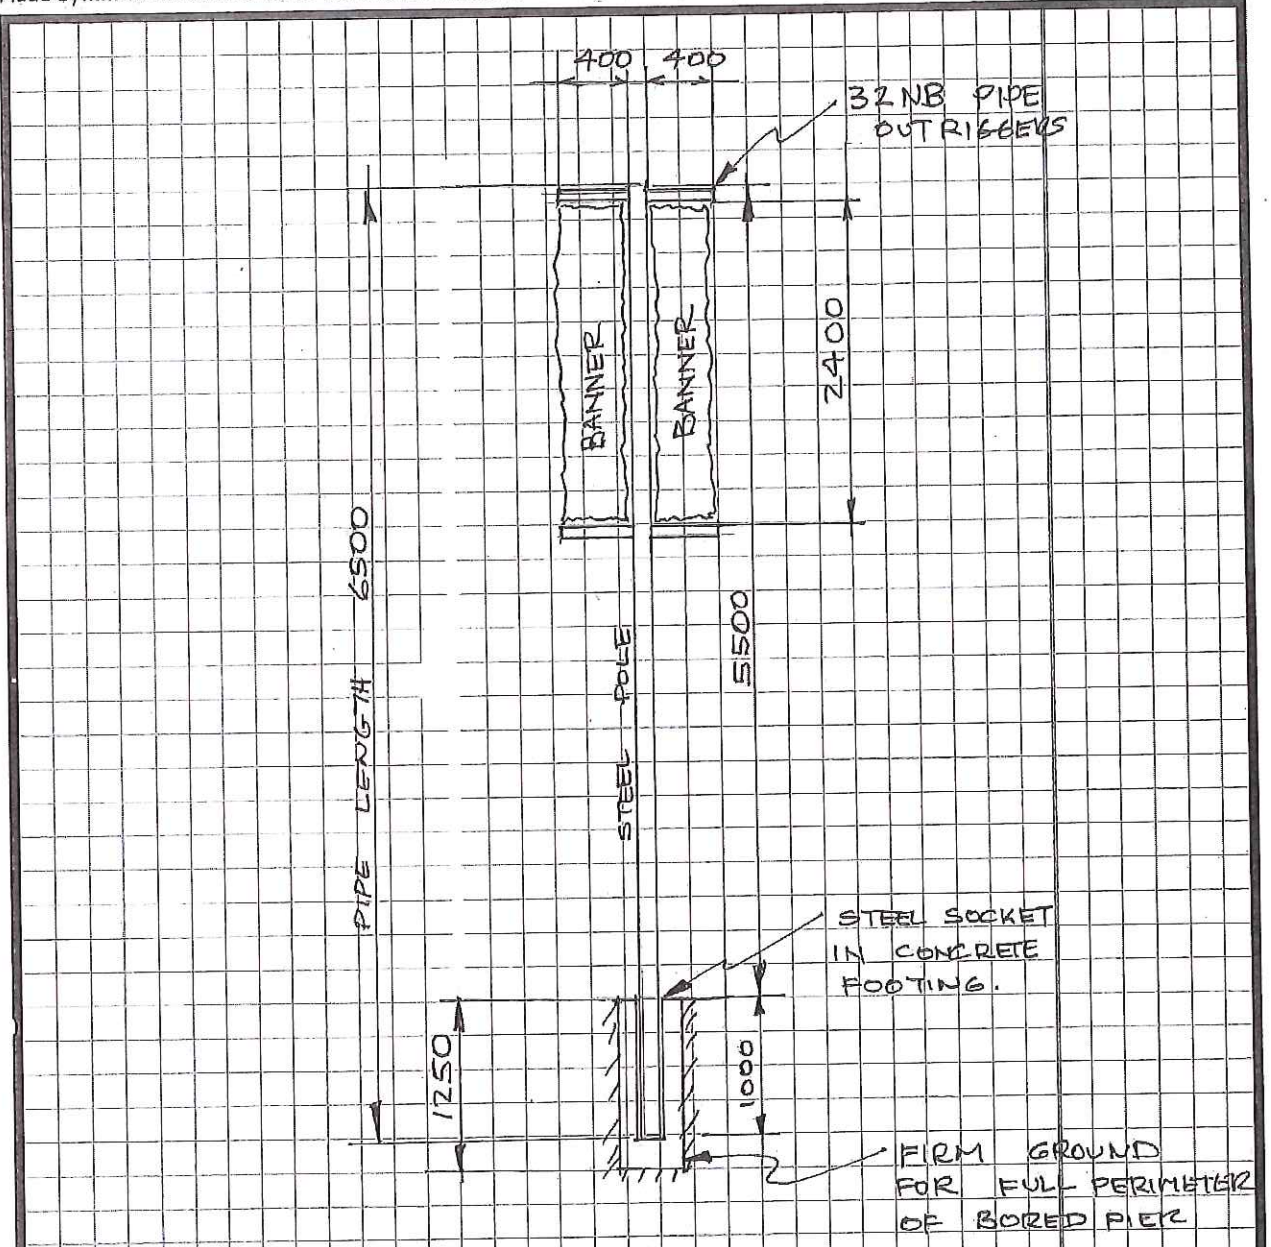 400 400
32NB PIPE
OUTRIGGERS
BANNER
BANNER
2400
PIPE LENGTH 6500
5500
STEEL POLE
STEEL SOCKET
IN CONCRETE
FOOTING.
1250
1000
FIRM GROUND
FOR FULL PERIMETER
OF BORED PIER